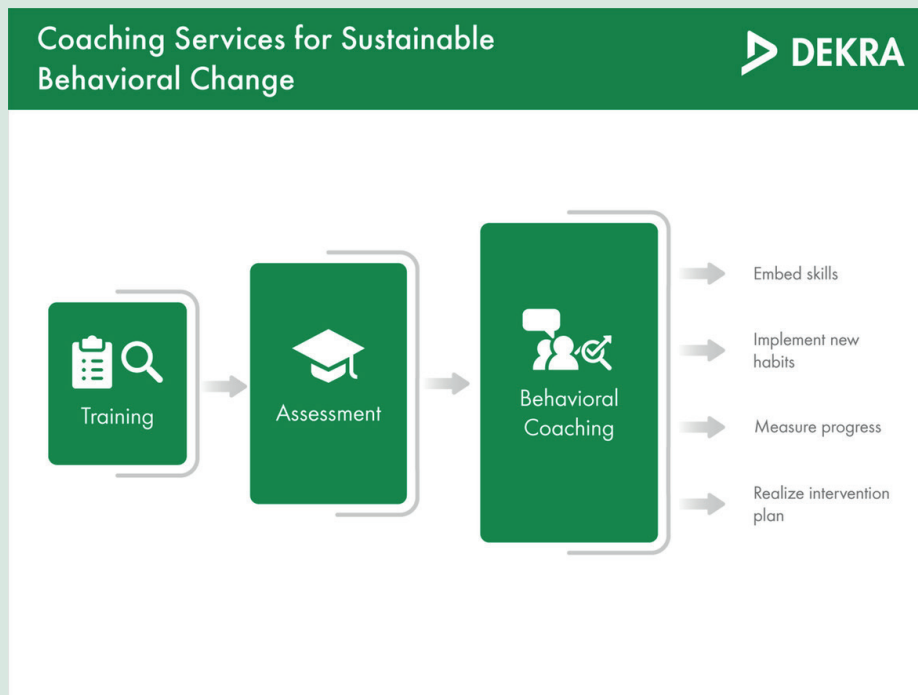 Coaching Services for Sustainable
Behavioral Change
DEKRA
Training
Assessment
Behavioral
Coaching
Embed skills
Implement new
habits
Measure progress
Realize intervention
plan